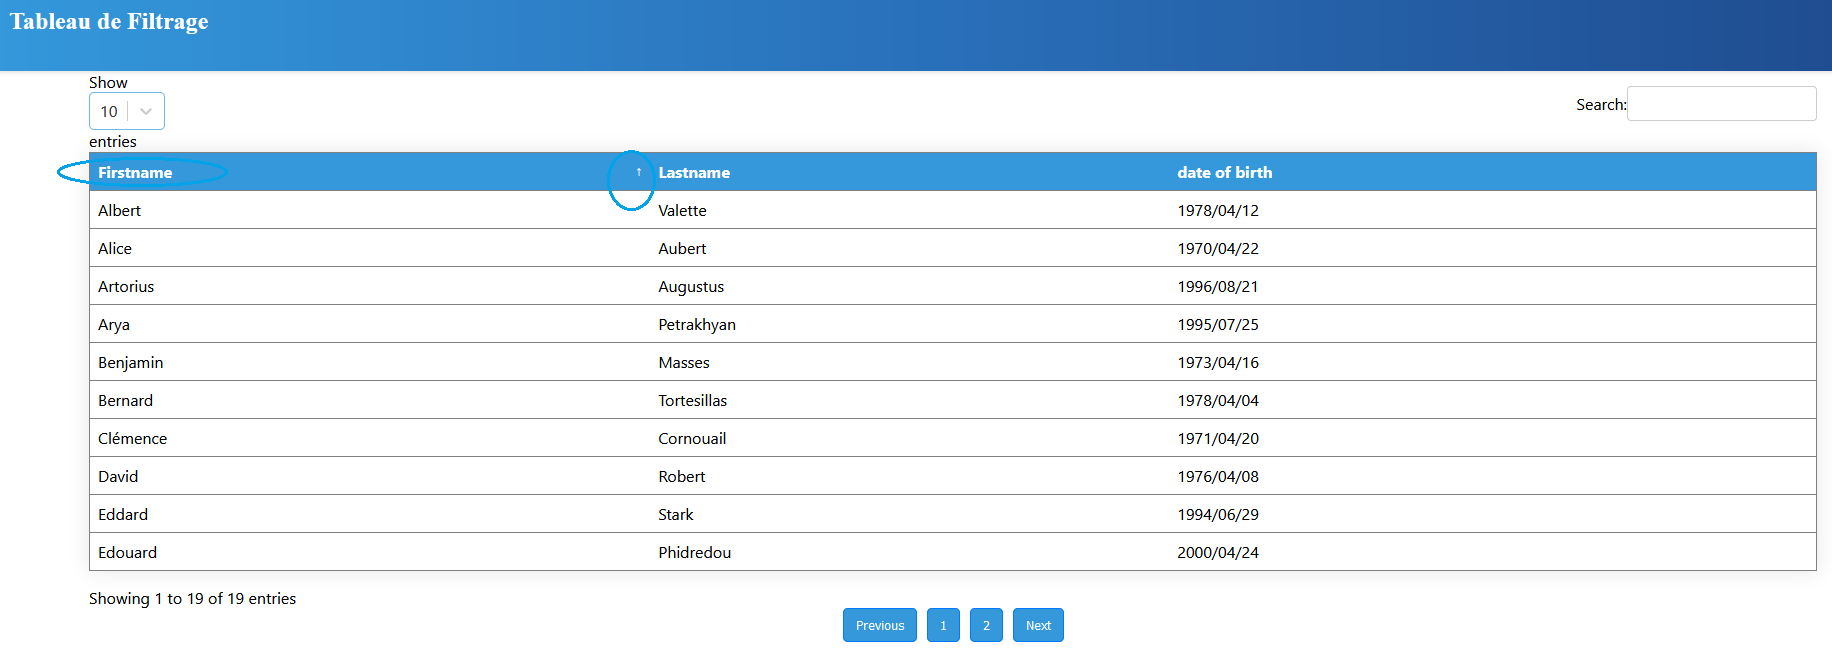 Tableau de Filtrage
Show
10
entries
Search:
Firstname ↑ Lastname date of birth
Albert Valette 1978/04/12
Alice Aubert 1970/04/22
Artorius Augustus 1996/08/21
Arya Petrakhyan 1995/07/25
Benjamin Masses 1973/04/16
Bernard Tortesillas 1978/04/04
Clémence Cornouail 1971/04/20
David Robert 1976/04/08
Eddard Stark 1994/06/29
Edouard Phidredou 2000/04/24
Showing 1 to 19 of 19 entries
Previous 1 2 Next